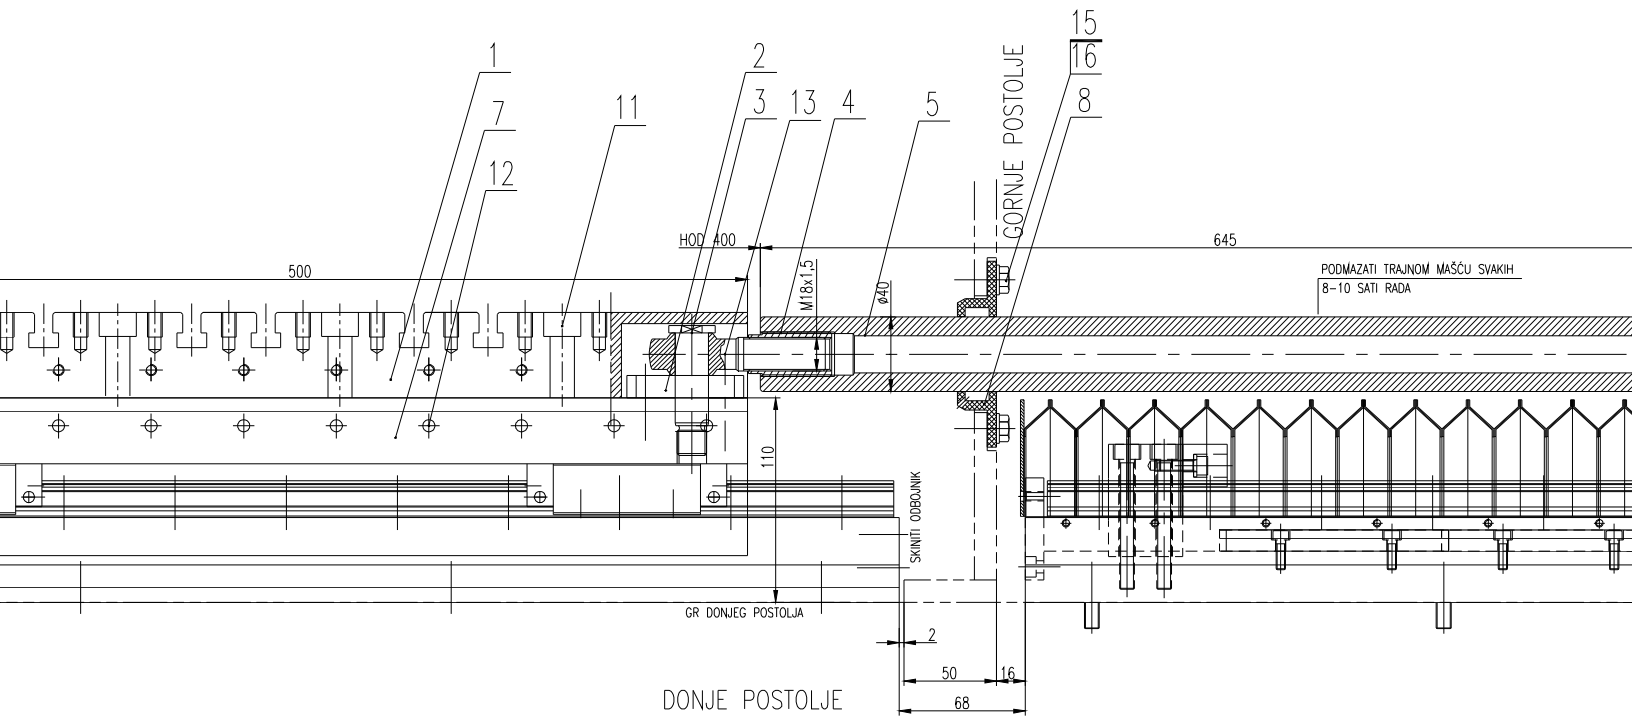 15
16
1
2
7
11
3
13
4
5
8
12
GORNJE POSTOLJE
HOD 400
645
500
PODMAZATI TRAJNOM MAŠĆU SVAKIH
8-10 SATI RADA
M18x1,5
ø40
110
SKINITI ODBOJNIK
GR DONJEG POSTOLJA
2
50
16
68
DONJE POSTOLJE